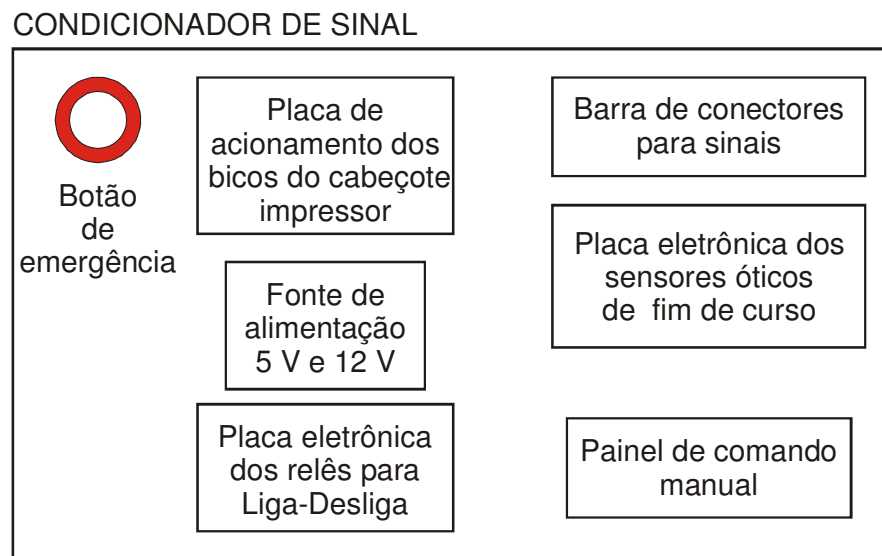 CONDICIONADOR DE SINAL
Botão
de
emergência
Placa de
acionamento dos
bicos do cabeçote
impressor
Fonte de
alimentação
5 V e 12 V
Placa eletrônica
dos relês para
Liga-Desliga
Barra de conectores
para sinais
Placa eletrônica dos
sensores óticos
de fim de curso
Painel de comando
manual